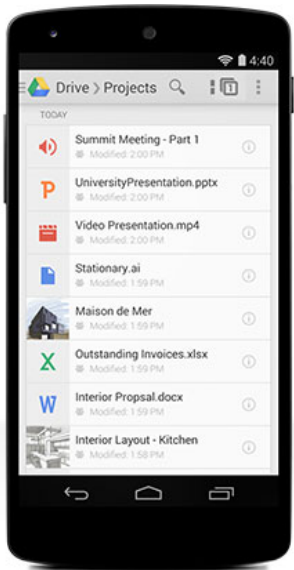 4:40
Drive > Projects
1
TODAY
Summit Meeting - Part 1
Modified: 2:00 PM
UniversityPresentation.pptx
Modified: 2:00 PM
Video Presentation.mp4
Modified: 2:00 PM
Stationary.ai
Modified: 1:59 PM
Maison de Mer
Modified: 1:59 PM
Outstanding Invoices.xlsx
Modified: 1:59 PM
Interior Propsal.docx
Modified: 1:59 PM
Interior Layout - Kitchen
Modified: 1:58 PM